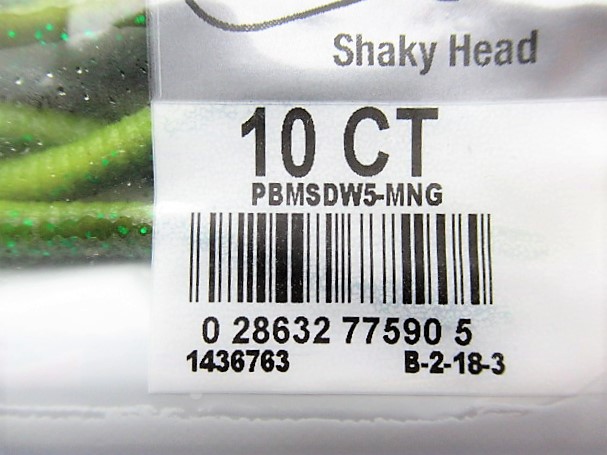 Shaky Head
10 CT
PBMSDW5-MNG
0 28632 77590 5
1436763 B-2-18-3